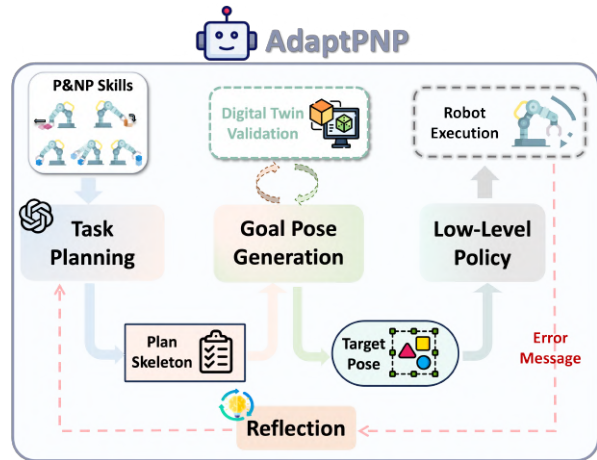 AdaptPNP
P&NP Skills
Digital Twin
Validation
Robot
Execution
Task
Planning
Goal Pose
Generation
Low-Level
Policy
Plan
Skeleton
Target
Pose
Error
Message
Reflection